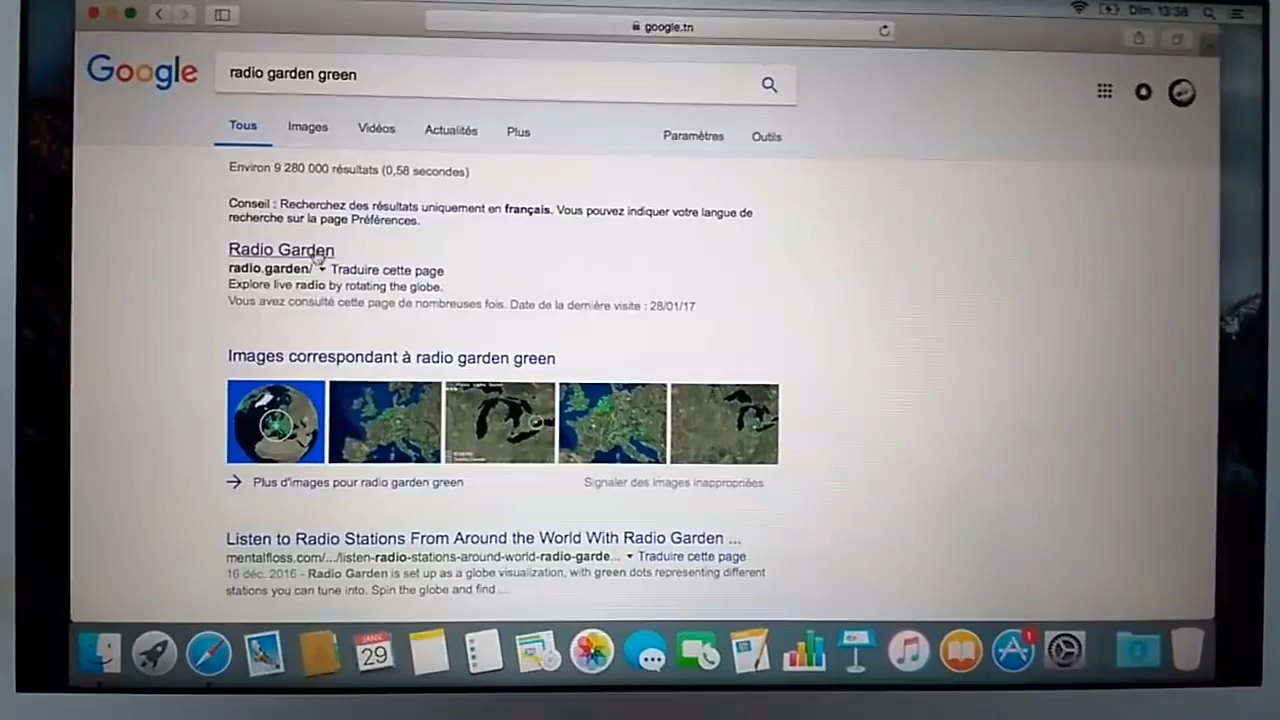 Dim. 13:38
google.tn
Google
radio garden green
Tous Images Vidéos Actualités Plus Paramètres Outils
Environ 9 280 000 résultats (0,58 secondes)
Conseil : Recherchez des résultats uniquement en français. Vous pouvez indiquer votre langue de
recherche sur la page Préférences.
Radio Garden
radio.garden/ Traduire cette page
Explore live radio by rotating the globe.
Vous avez consulté cette page de nombreuses fois. Date de la dernière visite : 28/01/17
Images correspondant à radio garden green
Plus d'images pour radio garden green Signaler des images inappropriées
Listen to Radio Stations From Around the World With Radio Garden ...
mentalfloss.com/.../listen-radio-stations-around-world-radio-garde... Traduire cette page
16 déc. 2016 - Radio Garden is set up as a globe visualization, with green dots representing different
stations you can tune into. Spin the globe and find ...
JANV
29
1